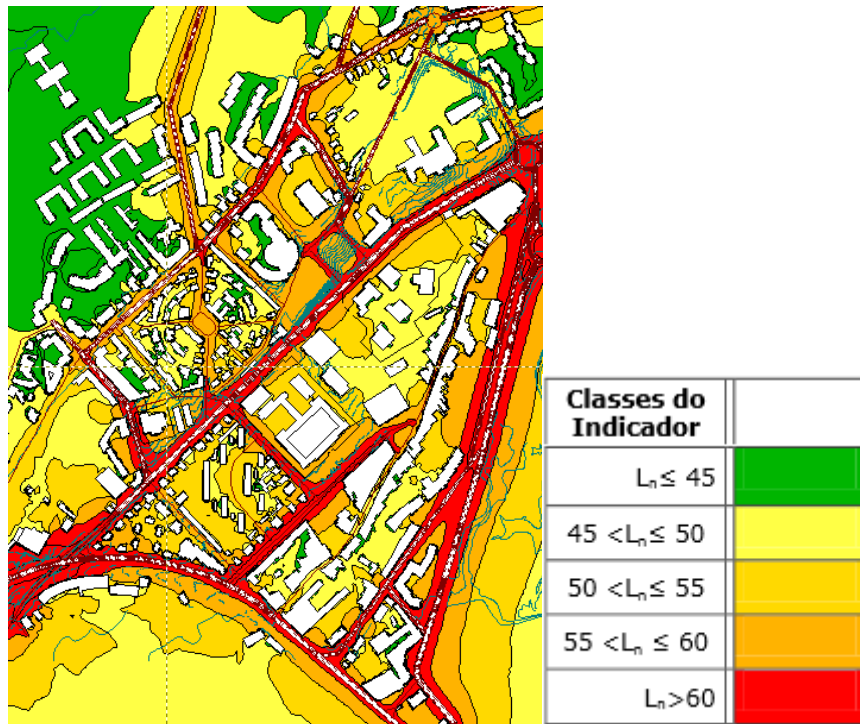 Classes do
Indicador
Lₙ ≤ 45
45 <Lₙ ≤ 50
50 <Lₙ ≤ 55
55 <Lₙ ≤ 60
Lₙ>60